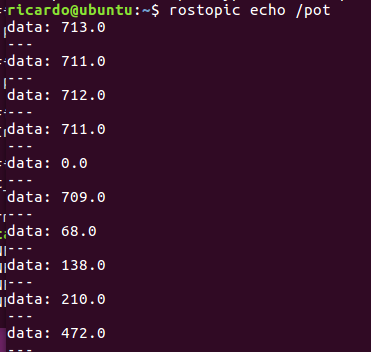 ricardo@ubuntu:~$ rostopic echo /pot
data: 713.0
---
data: 711.0
---
data: 712.0
---
data: 711.0
---
data: 0.0
---
data: 709.0
---
data: 68.0
---
data: 138.0
---
data: 210.0
---
data: 472.0
---